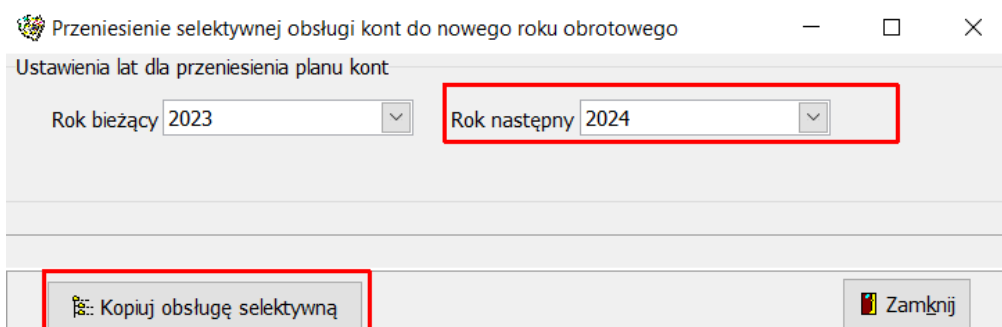 Przeniesienie selektywnej obsługi kont do nowego roku obrotowego
Ustawienia lat dla przeniesienia planu kont
Rok bieżący 2023 Rok następny 2024
Kopiuj obsługę selektywną Zamknij